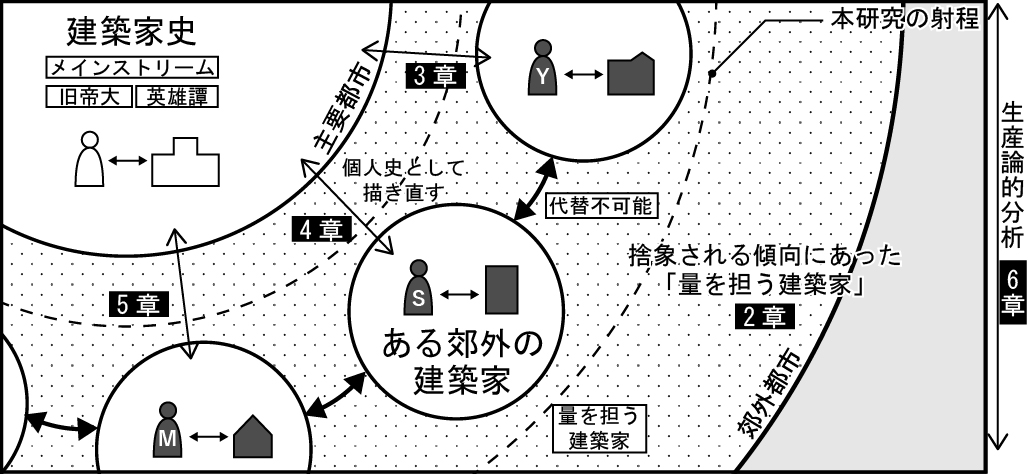 建築家史
メインストリーム
旧帝大
英雄譚
主要都市
3章
Y
本研究の射程
個人史として
描き直す
4章
代替不可能
5章
S
ある郊外の
建築家
捨象される傾向にあった
「量を担う建築家」
2章
郊外都市
量を担う
建築家
M
生産論的分析
6章